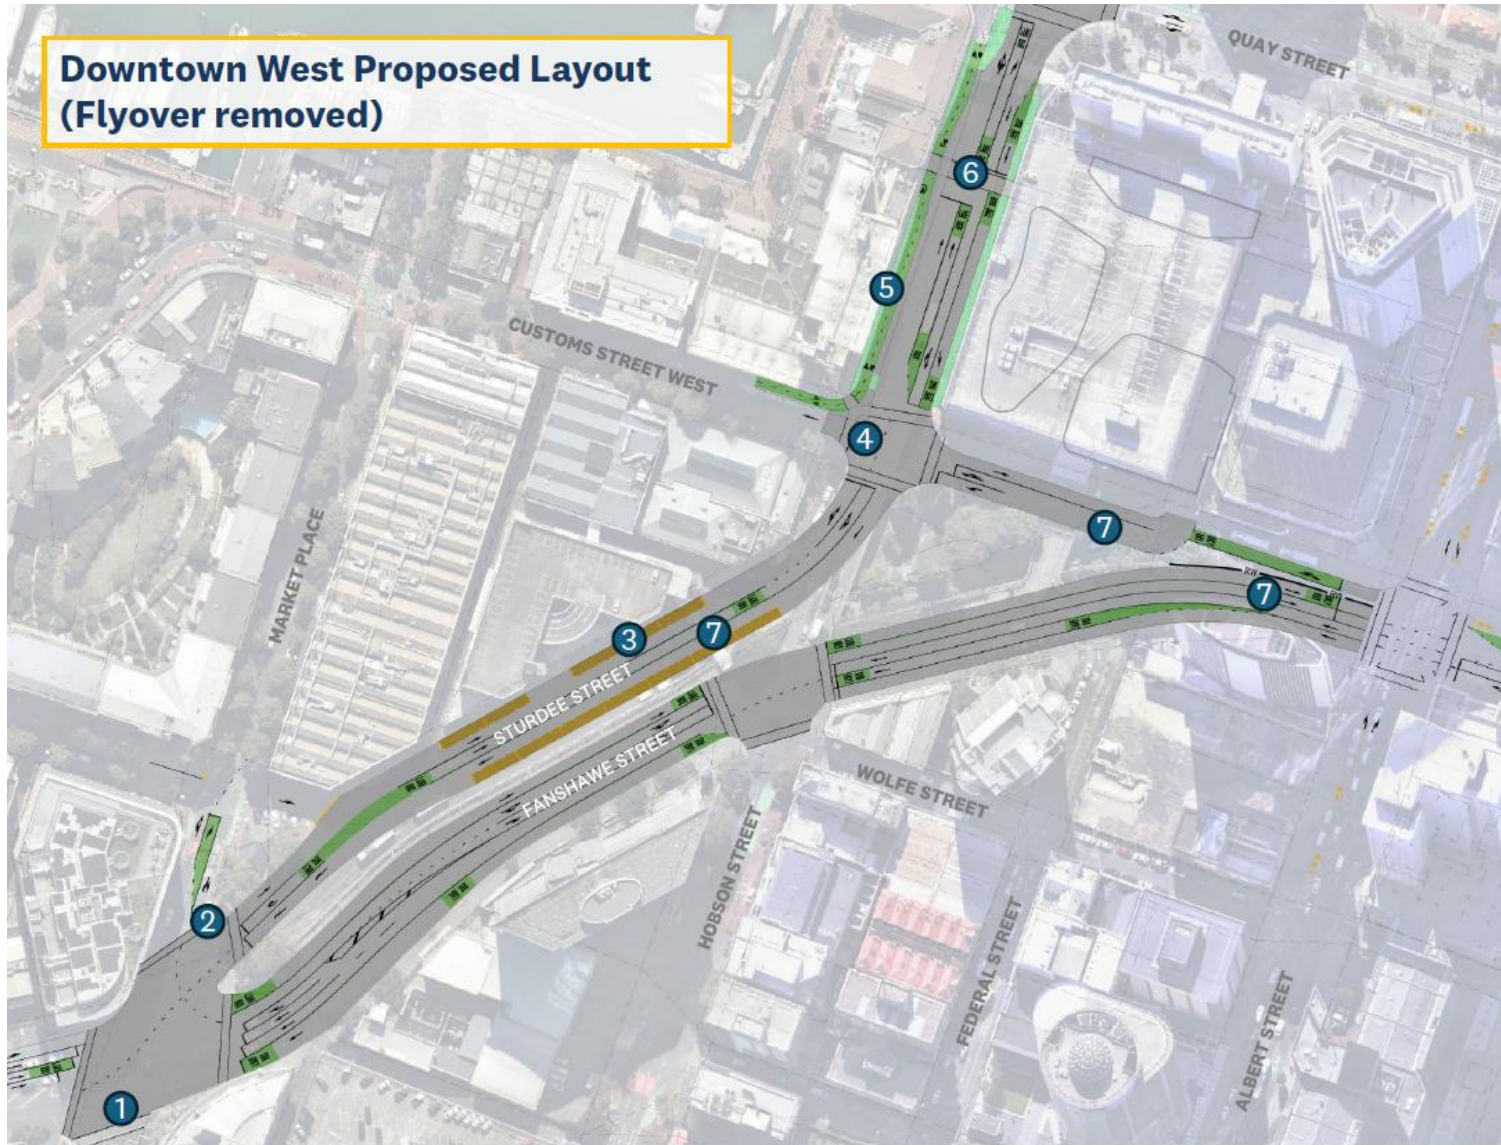 Downtown West Proposed Layout
(Flyover removed)
QUAY STREET
6
5
CUSTOMS STREET WEST
4
7
MARKET PLACE
7
3
7
STURDEE STREET
FANSHAWE STREET
WOLFE STREET
HOBSON STREET
2
FEDERAL STREET
ALBERT STREET
1